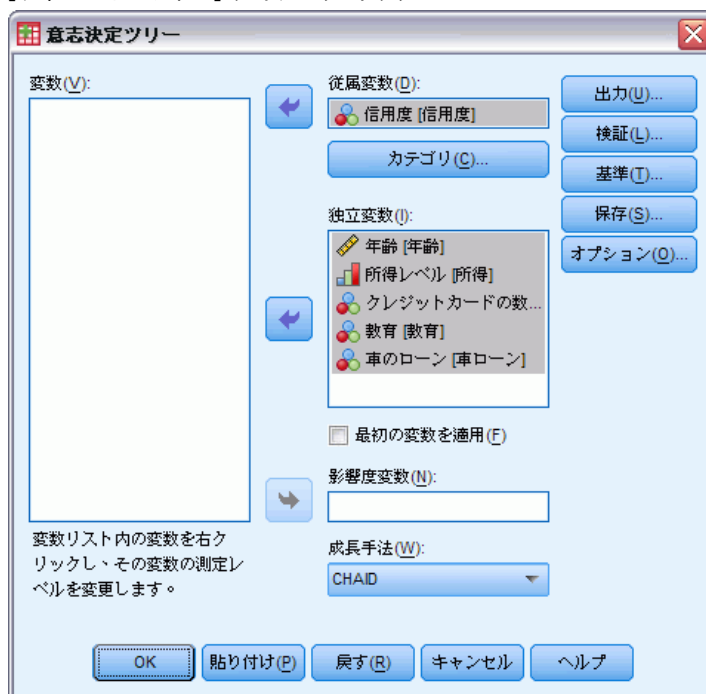 意志決定ツリー
変数(V):
従属変数(D):
信用度 [信用度]
カテゴリ(C)...
独立変数(I):
年齢 [年齢]
所得レベル [所得]
クレジットカードの数...
教育 [教育]
車のローン [車ローン]
最初の変数を適用(F)
影響度変数(N):
成長手法(W):
CHAID
変数リスト内の変数を右ク
リックし、その変数の測定レ
ベルを変更します。
出力(U)...
検証(L)...
基準(T)...
保存(S)...
オプション(O)...
OK
貼り付け(P)
戻す(R)
キャンセル
ヘルプ